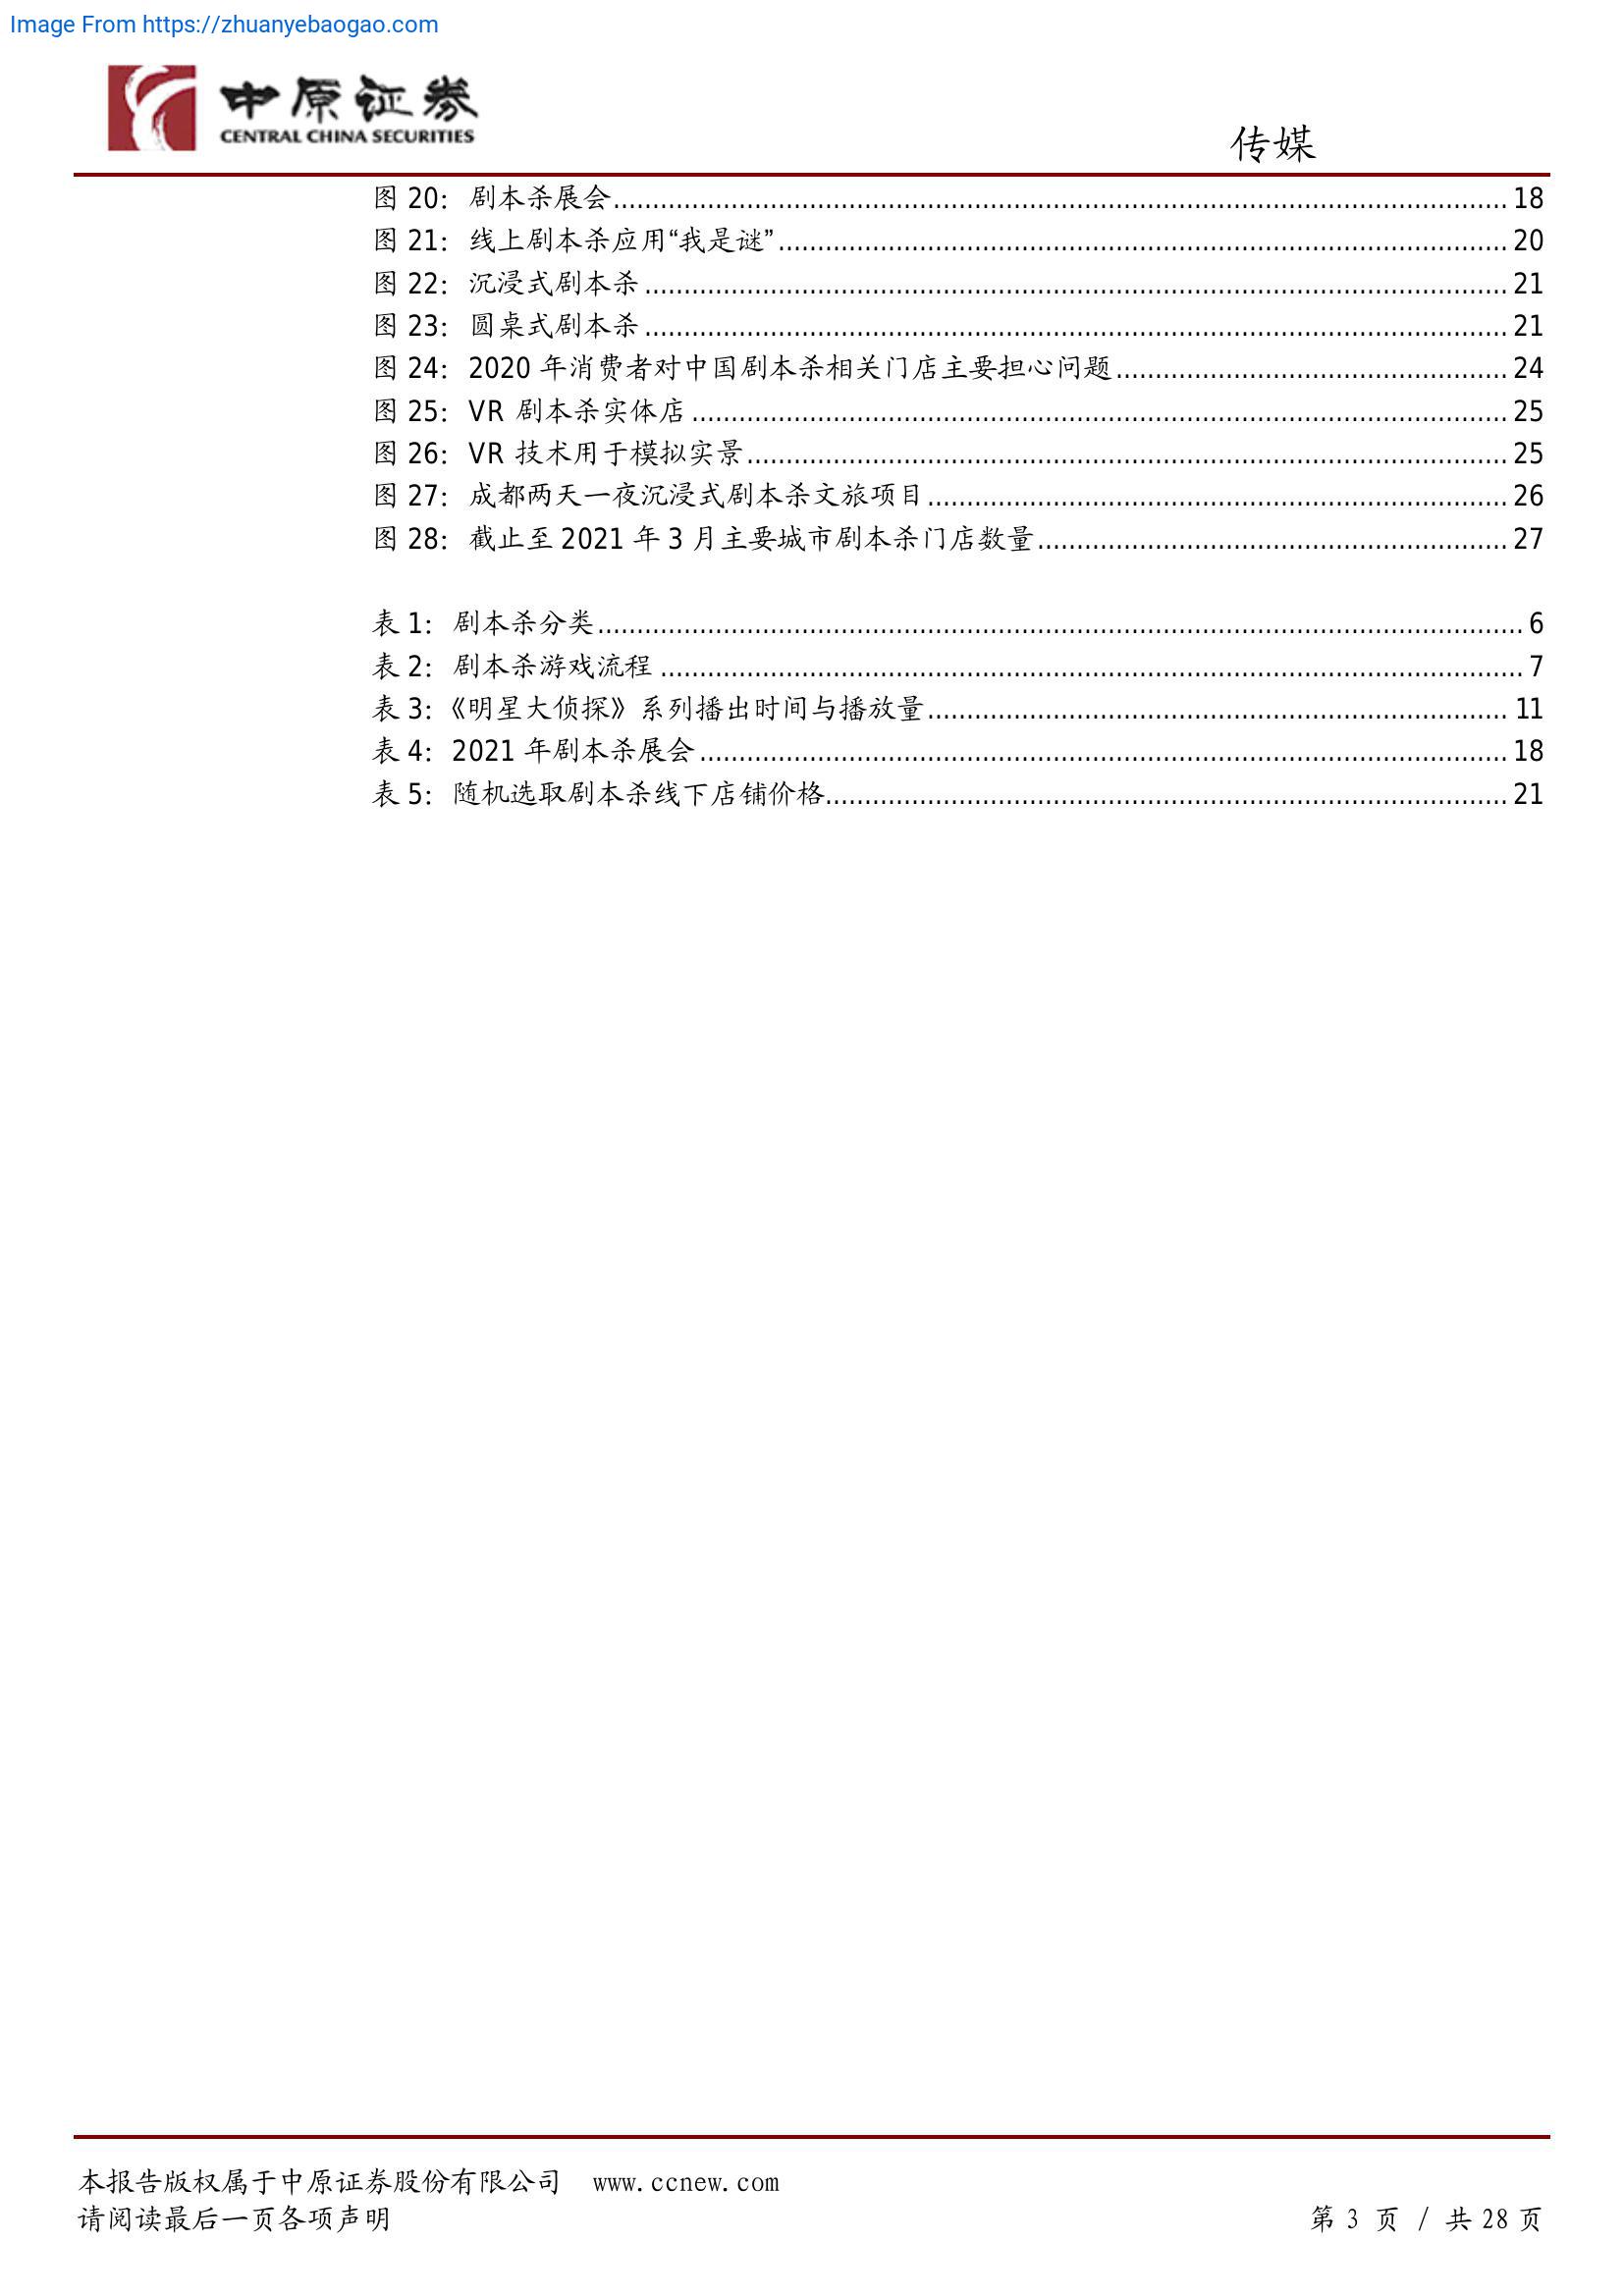 Image From https://zhuanyebaogao.com
中原证券
CENTRAL CHINA SECURITIES
传媒
图 20：剧本杀展会 18
图 21：线上剧本杀应用“我是谜” 20
图 22：沉浸式剧本杀 21
图 23：圆桌式剧本杀 21
图 24：2020 年消费者对中国剧本杀相关门店主要担心问题 24
图 25：VR 剧本杀实体店 25
图 26：VR 技术用于模拟实景 25
图 27：成都两天一夜沉浸式剧本杀文旅项目 26
图 28：截止至 2021 年 3 月主要城市剧本杀门店数量 27
表 1：剧本杀分类 6
表 2：剧本杀游戏流程 7
表 3：《明星大侦探》系列播出时间与播放量 11
表 4：2021 年剧本杀展会 18
表 5：随机选取剧本杀线下店铺价格 21
本报告版权属于中原证券股份有限公司 www.ccnew.com
请阅读最后一页各项声明 第 3 页 / 共 28 页